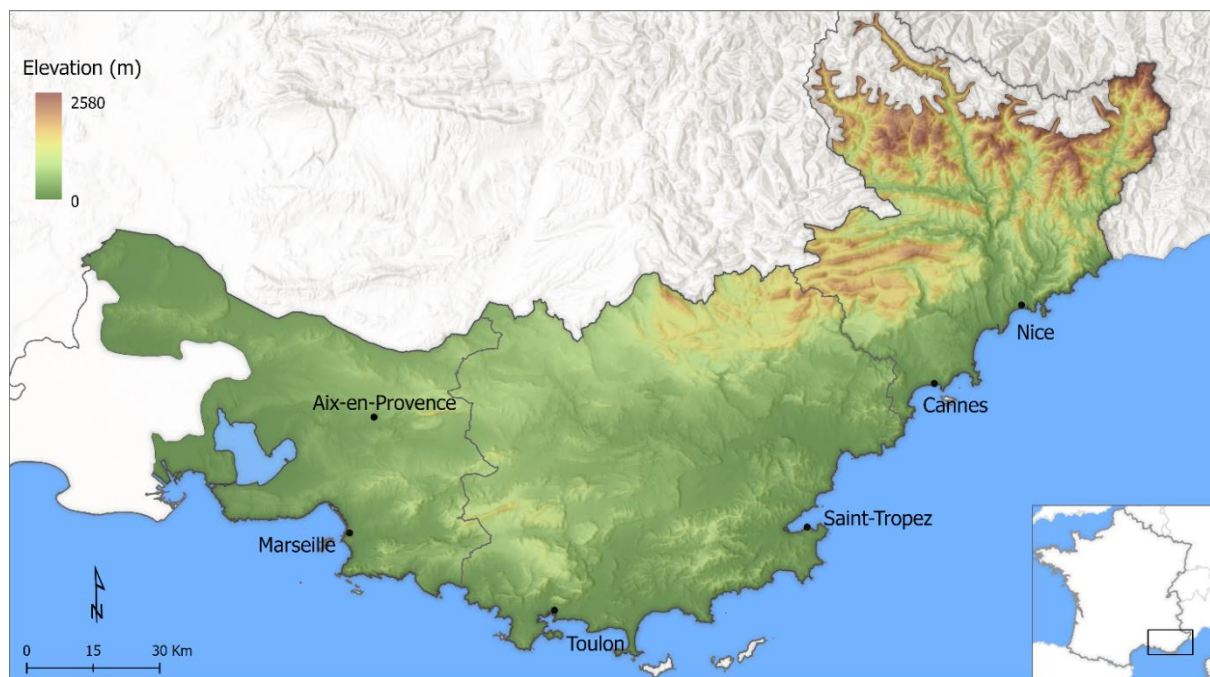 Elevation (m)
2580
0
Nice
Cannes
Aix-en-Provence
Saint-Tropez
Marseille
Toulon
N
0 15 30 Km